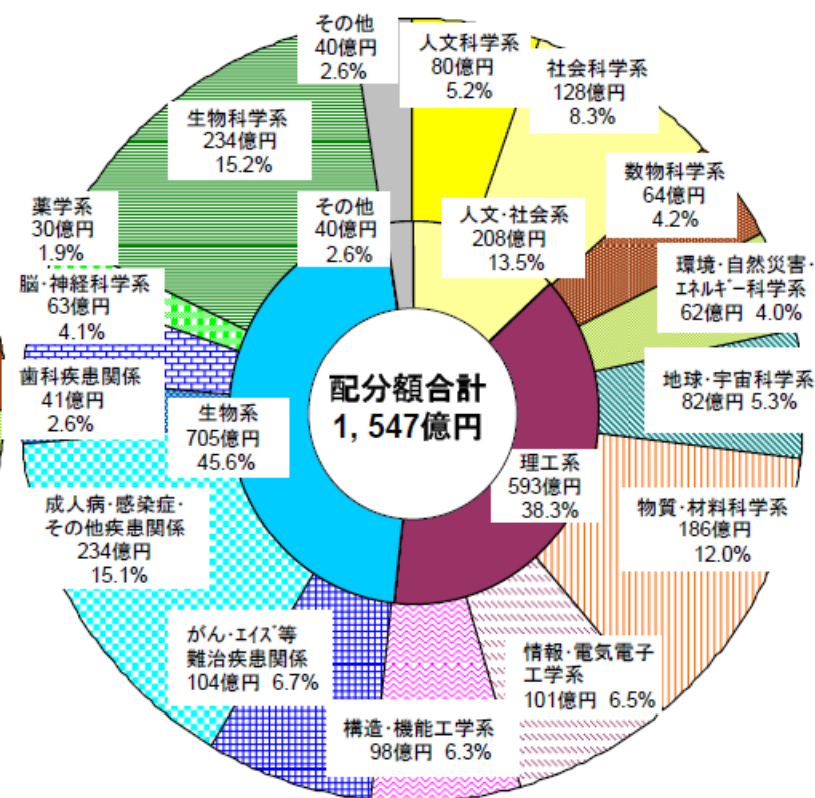 その他
40億円
2.6%
人文科学系
80億円
5.2%
社会科学系
128億円
8.3%
数物科学系
64億円
4.2%
環境･自然災害･
ｴﾈﾙｷﾞｰ科学系
62億円 4.0%
地球･宇宙科学系
82億円 5.3%
物質･材料科学系
186億円
12.0%
情報･電気電子
工学系
101億円 6.5%
構造･機能工学系
98億円 6.3%
がん･ｴｲｽﾞ等
難治疾患関係
104億円 6.7%
成人病･感染症･
その他疾患関係
234億円
15.1%
歯科疾患関係
41億円
2.6%
脳･神経科学系
63億円
4.1%
薬学系
30億円
1.9%
生物科学系
234億円
15.2%
その他
40億円
2.6%
人文･社会系
208億円
13.5%
理工系
593億円
38.3%
生物系
705億円
45.6%
配分額合計
1,547億円